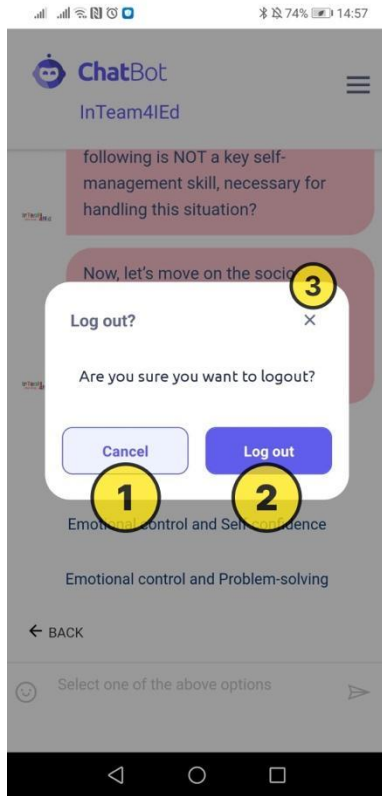 74% 14:57
ChatBot
InTeam4IEd
following is NOT a key self-
management skill, necessary for
handling this situation?
Now, let's move on the socio
3
Log out?
×
Are you sure you want to logout?
Cancel
Log out
1
2
Emotional control and Self-confidence
Emotional control and Problem-solving
← BACK
Select one of the above options